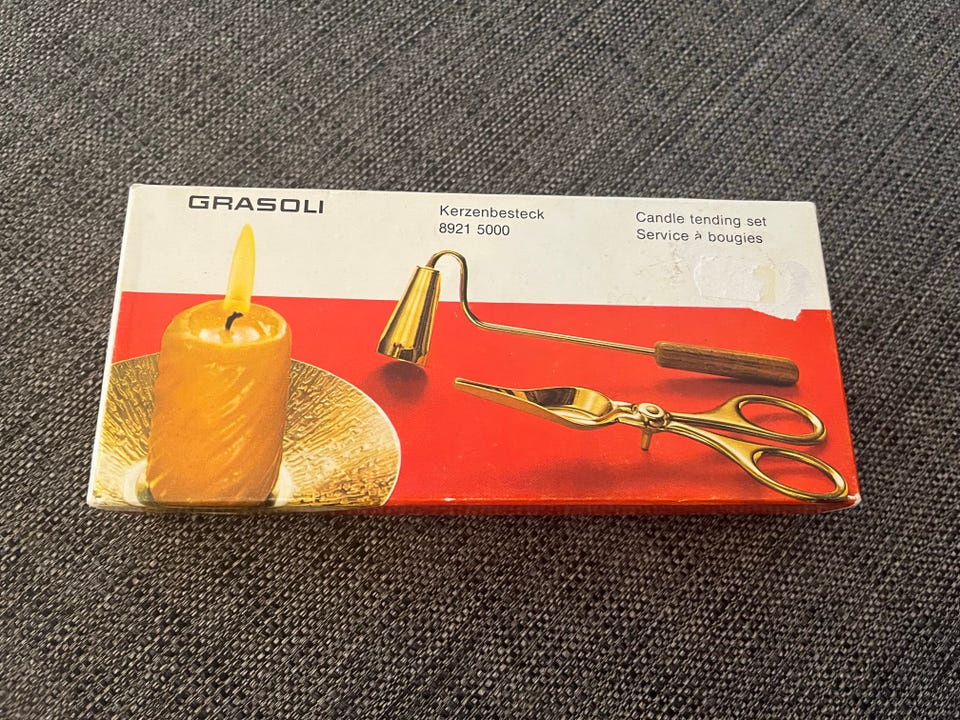 GRASOLI
Kerzenbesteck
8921 5000
Candle tending set
Service à bougies